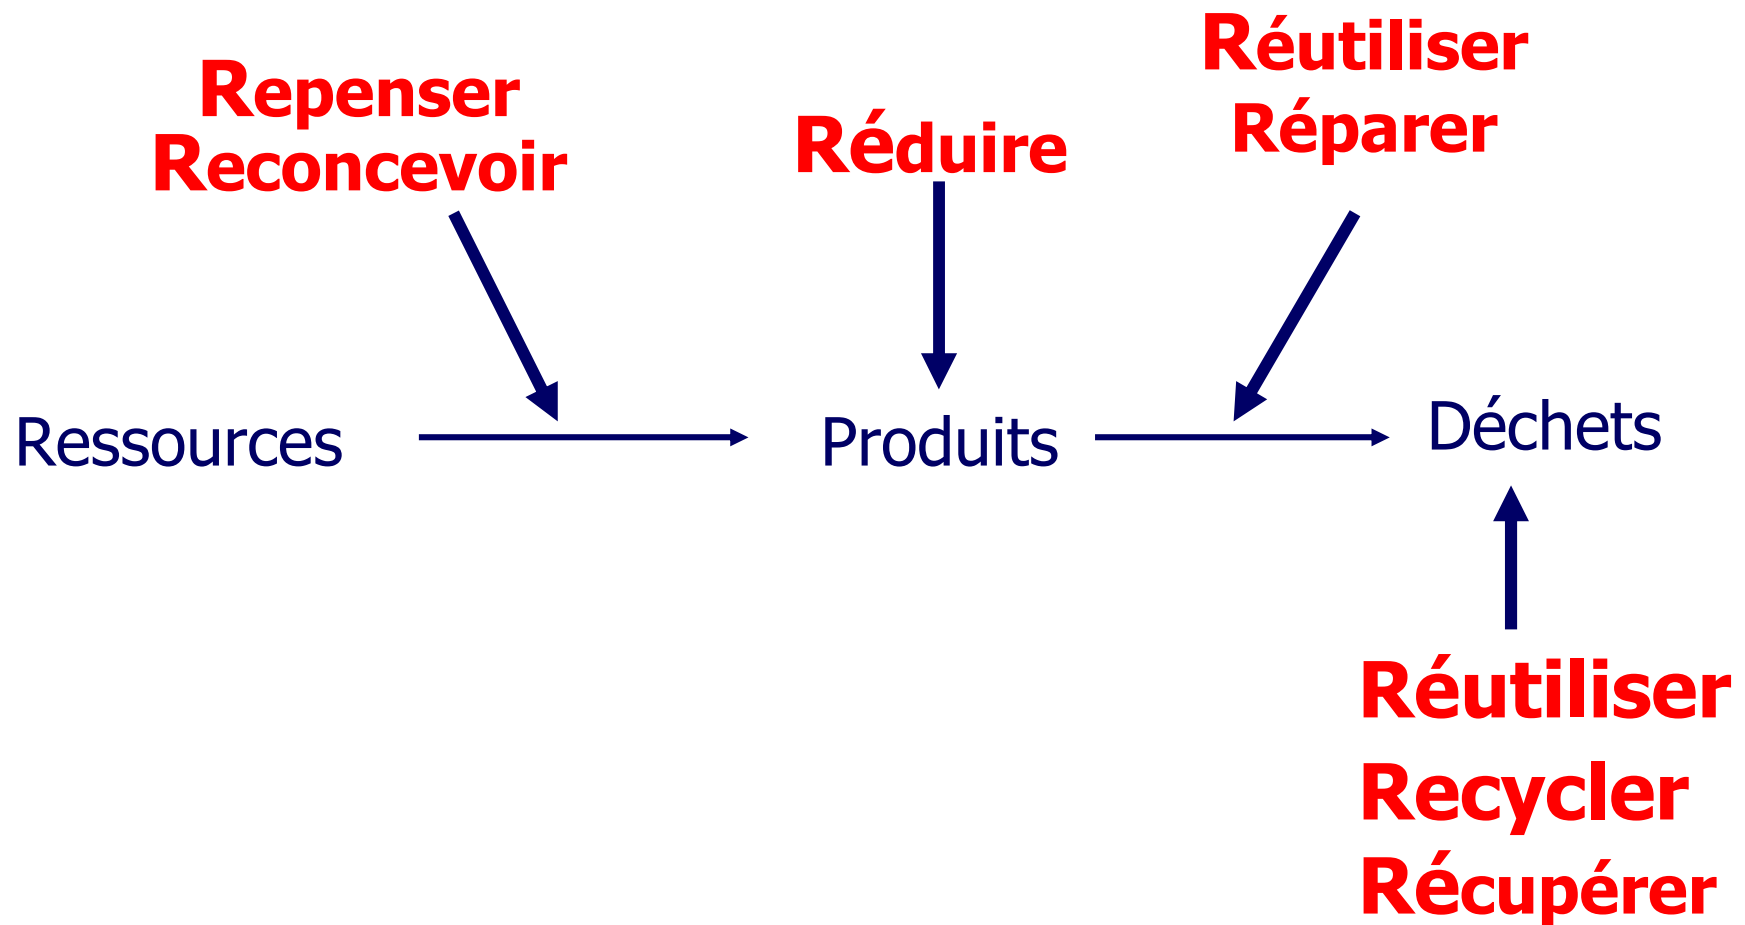 Repenser
Reconcevoir
Réduire
Réutiliser
Réparer
Ressources
Produits
Déchets
Réutiliser
Recycler
Récupérer